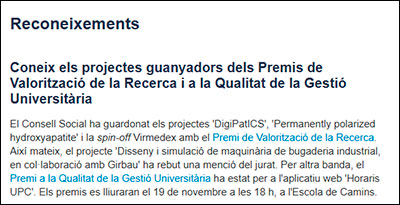 Reconeixements
Coneix els projectes guanyadors dels Premis de
Valorització de la Recerca i a la Qualitat de la Gestió
Universitària
El Consell Social ha guardonat els projectes 'DigiPatICS', 'Permanently polarized
hydroxyapatite' i la spin-off Virmedex amb el Premi de Valorització de la Recerca.
Així mateix, el projecte 'Disseny i simulació de maquinària de bugaderia industrial,
en col·laboració amb Girbau' ha rebut una menció del jurat. Per altra banda, el
Premi a la Qualitat de la Gestió Universitària ha estat per a l'aplicatiu web 'Horaris
UPC'. Els premis es lliuraran el 19 de novembre a les 18 h, a l'Escola de Camins.